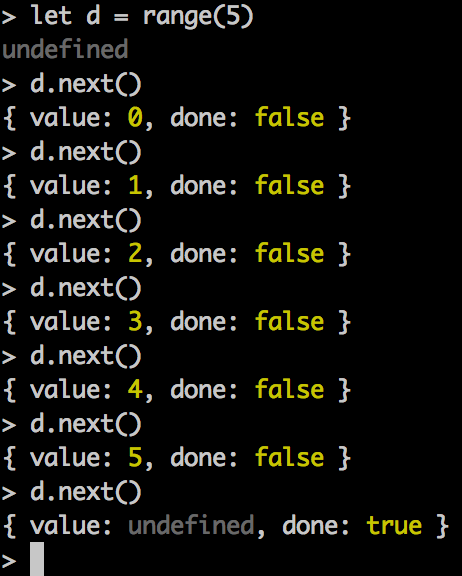 > let d = range(5)
undefined
> d.next()
{ value: 0, done: false }
> d.next()
{ value: 1, done: false }
> d.next()
{ value: 2, done: false }
> d.next()
{ value: 3, done: false }
> d.next()
{ value: 4, done: false }
> d.next()
{ value: 5, done: false }
> d.next()
{ value: undefined, done: true }
>